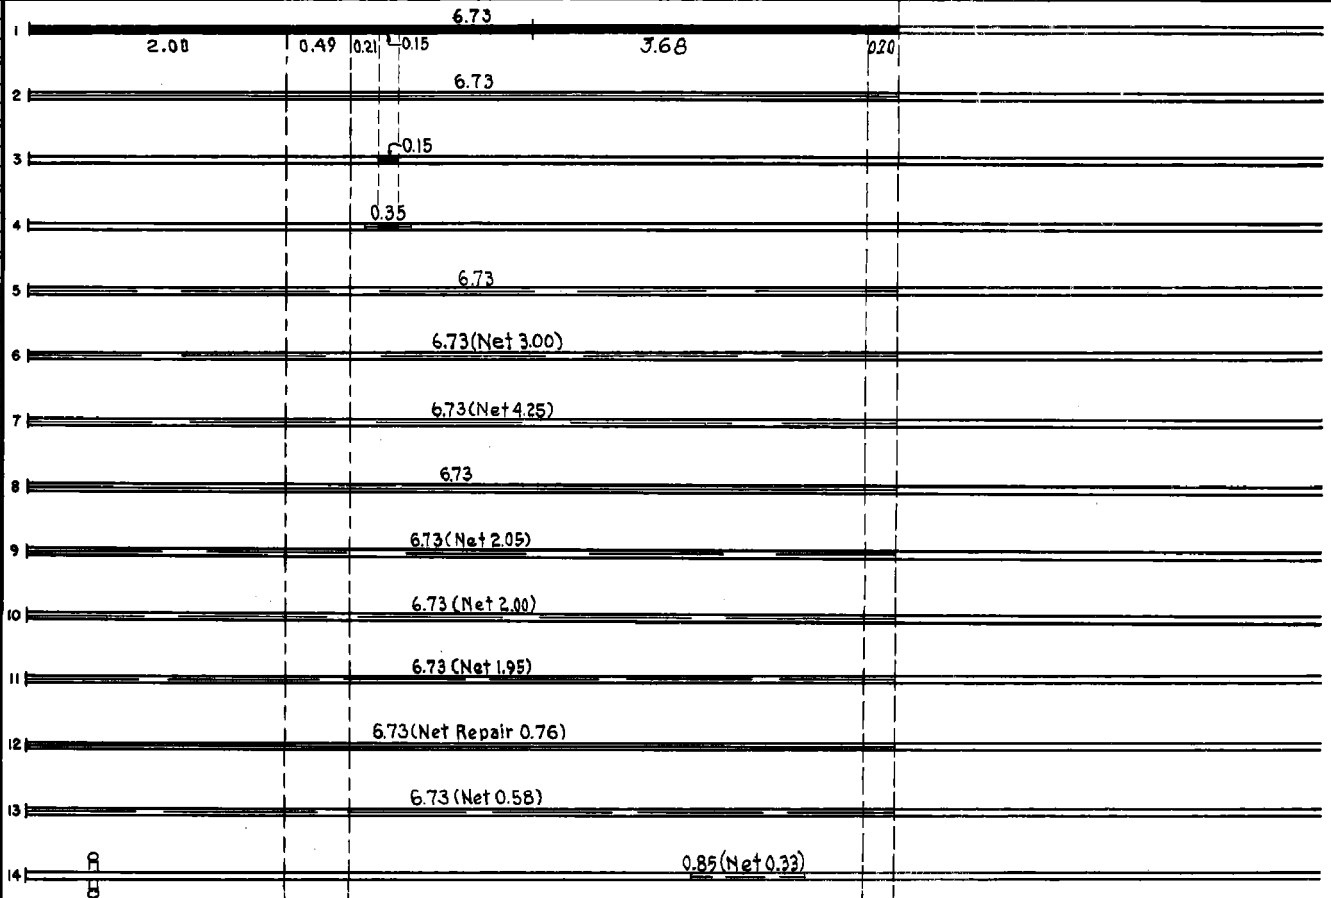 6.73
1
2.00 0.49 0.21 0.15 3.68 0.20
6.73
2
0.15
3
0.35
4
6.73
5
6.73(Net 3.00)
6
6.73(Net 4.25)
7
6.73
8
6.73(Net 2.05)
9
6.73(Net 2.00)
10
6.73(Net 1.95)
11
6.73(Net Repair 0.76)
12
6.73(Net 0.58)
13
0.85(Net 0.33)
14